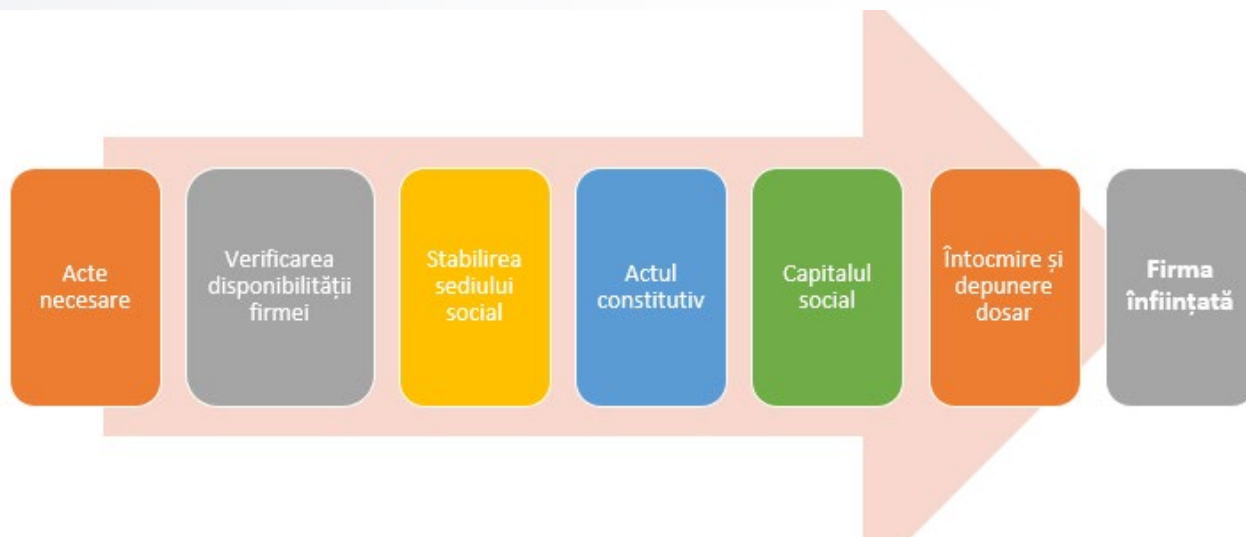 Acte
necesare
Verificarea
disponibilității
firmei
Stabilirea
sediului
social
Actul
constitutiv
Capitalul
social
Întocmire și
depunere
dosar
Firma
înființată